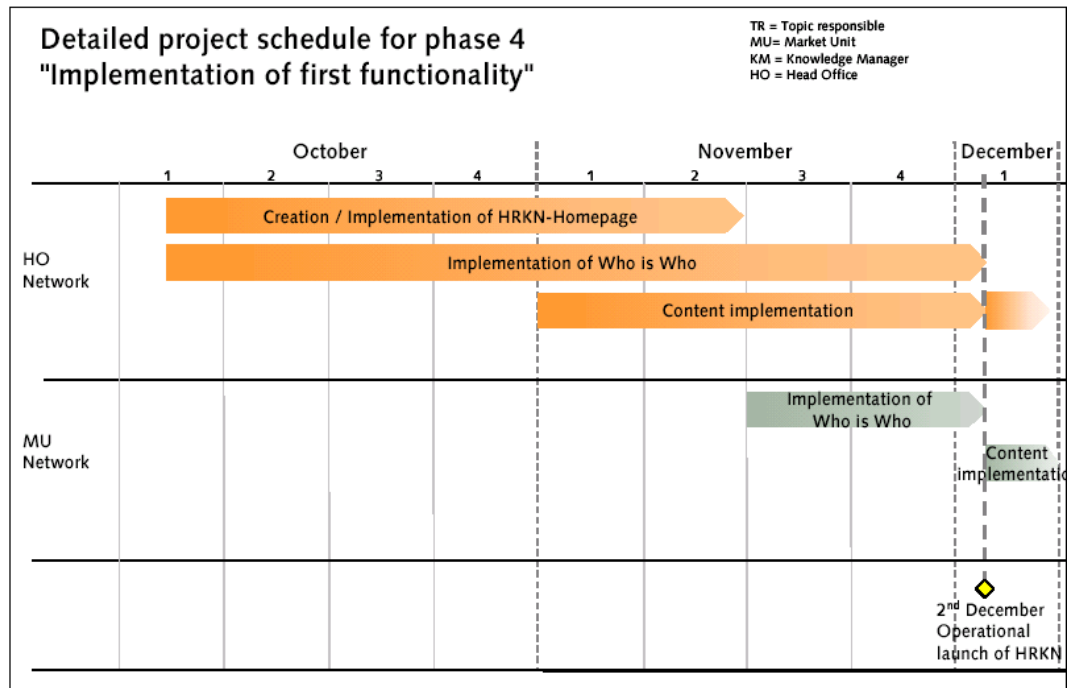 Detailed project schedule for phase 4
"Implementation of first functionality"
TR = Topic responsible
MU= Market Unit
KM = Knowledge Manager
HO = Head Office
October November December
1 2 3 4 1 2 3 4 1
HO
Network
Creation / Implementation of HRKN-Homepage
Implementation of Who is Who
Content implementation
MU
Network
Implementation of
Who is Who
Content
implementatio
2nd December
Operational
launch of HRKN